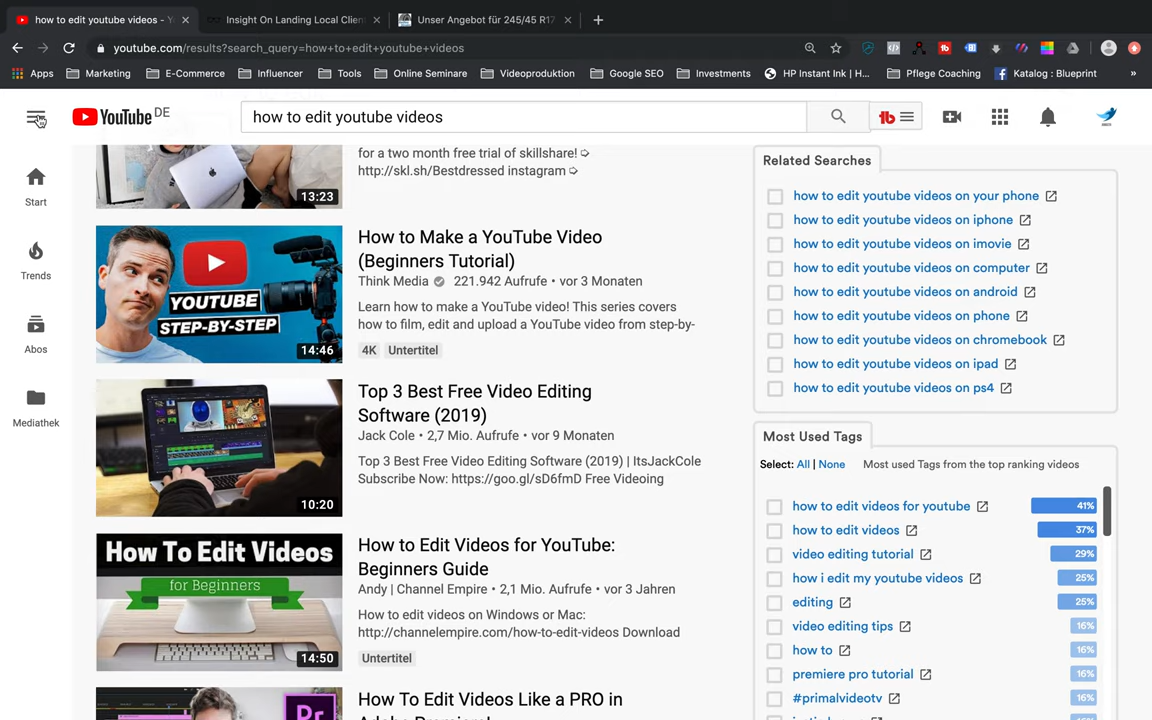 how to edit youtube videos - Y
Insight On Landing Local Clien
Unser Angebot für 245/45 R17
youtube.com/results?search_query=how+to+edit+youtube+videos
Apps
Marketing
E-Commerce
Influencer
Tools
Online Seminare
Videoproduktion
Google SEO
Investments
HP Instant Ink | H...
Pflege Coaching
Katalog : Blueprint
»
YouTube DE
how to edit youtube videos
tb
Start
Trends
Abos
Mediathek
13:23
for a two month free trial of skillshare! ➩
http://skl.sh/Bestdressed instagram ➩
YOUTUBE
STEP-BY-STEP
14:46
How to Make a YouTube Video
(Beginners Tutorial)
Think Media 221.942 Aufrufe • vor 3 Monaten
Learn how to make a YouTube video! This series covers
how to film, edit and upload a YouTube video from step-by-
4K Untertitel
10:20
Top 3 Best Free Video Editing
Software (2019)
Jack Cole • 2,7 Mio. Aufrufe • vor 9 Monaten
Top 3 Best Free Video Editing Software (2019) | ItsJackCole
Subscribe Now: https://goo.gl/sD6fmD Free Videoing
How To Edit Videos
for Beginners
14:50
How to Edit Videos for YouTube:
Beginners Guide
Andy | Channel Empire • 2,1 Mio. Aufrufe • vor 3 Jahren
How to edit videos on Windows or Mac:
http://channelempire.com/how-to-edit-videos Download
Untertitel
Pr
How To Edit Videos Like a PRO in
Adobe Premiere!
Related Searches
how to edit youtube videos on your phone
how to edit youtube videos on iphone
how to edit youtube videos on imovie
how to edit youtube videos on computer
how to edit youtube videos on android
how to edit youtube videos on phone
how to edit youtube videos on chromebook
how to edit youtube videos on ipad
how to edit youtube videos on ps4
Most Used Tags
Select: All | None Most used Tags from the top ranking videos
how to edit videos for youtube 41%
how to edit videos 37%
video editing tutorial 29%
how i edit my youtube videos 25%
editing 25%
video editing tips 16%
how to 16%
premiere pro tutorial 16%
#primalvideotv 16%